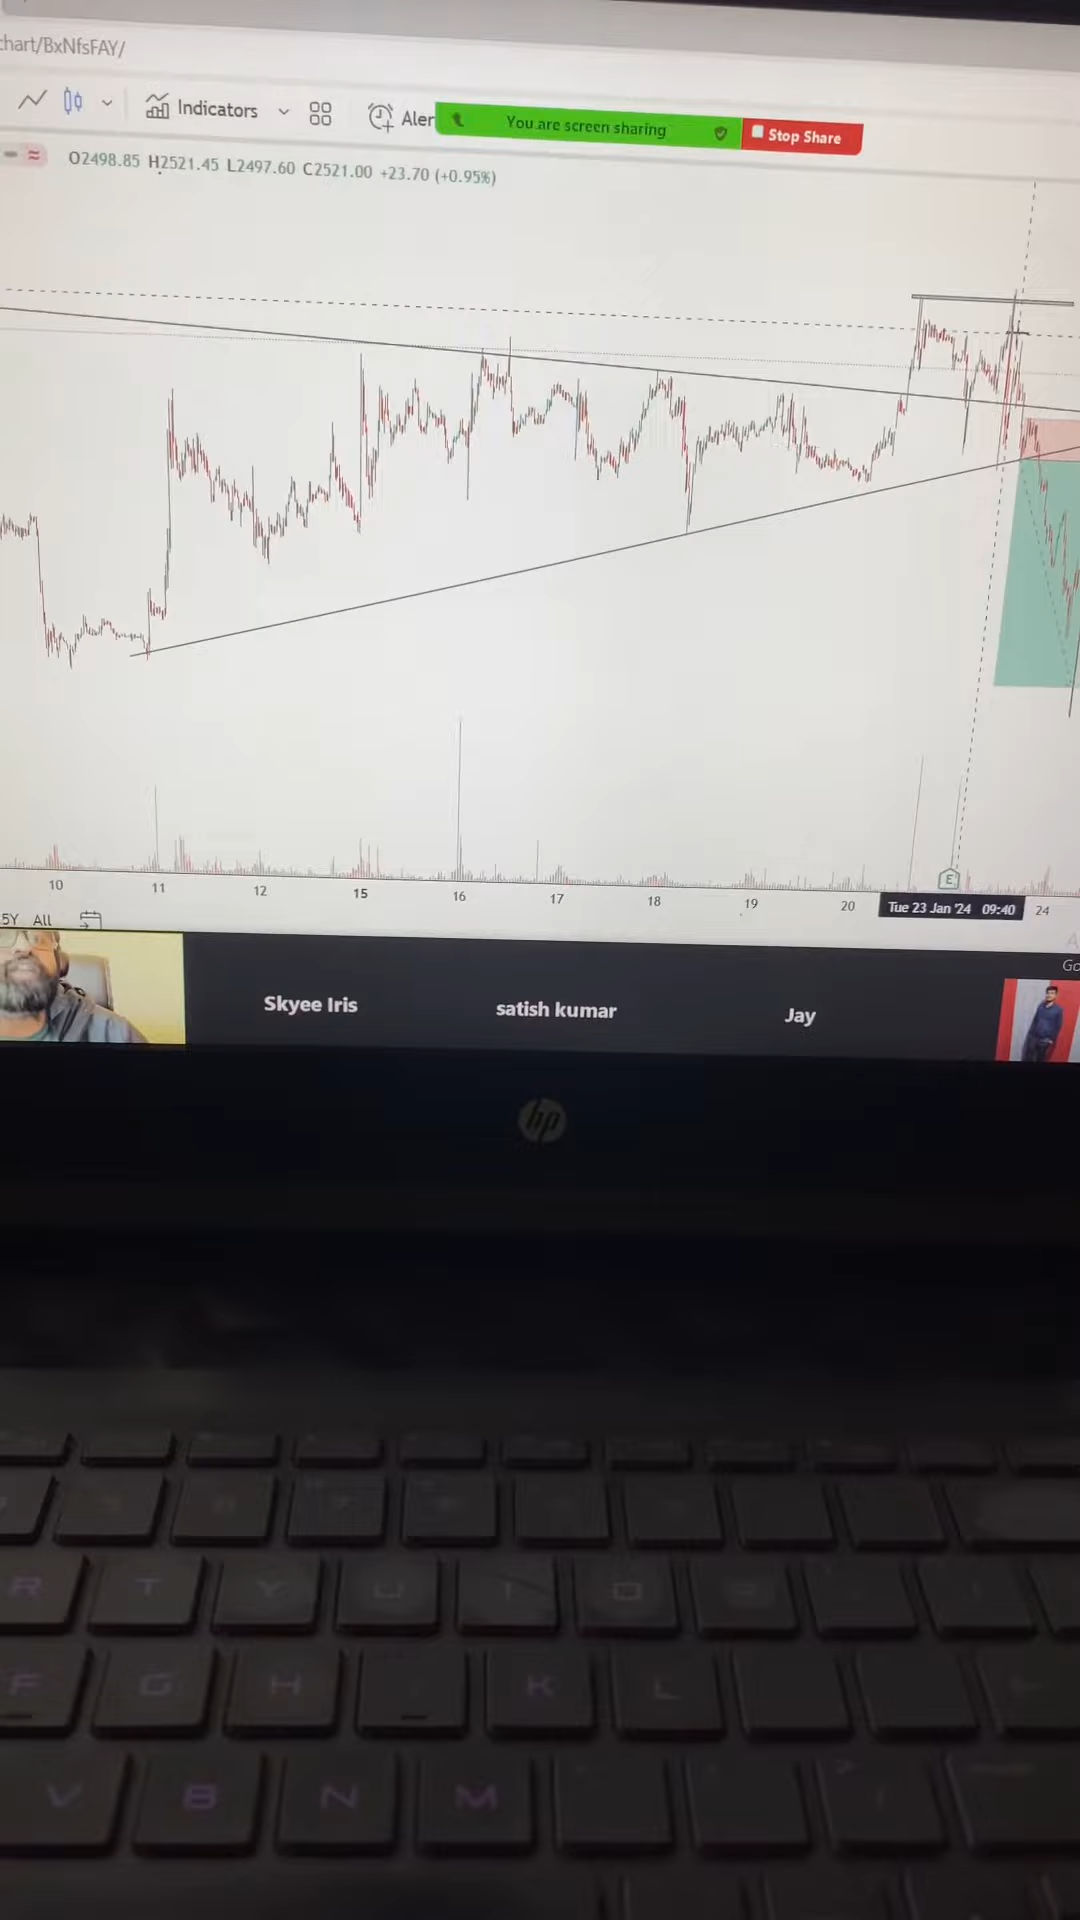 chart/BxNfsFAY/
Indicators
Aler
You are screen sharing
Stop Share
O2498.85 H2521.45 L2497.60 C2521.00 +23.70 (+0.95%)
E
10 11 12 15 16 17 18 19 20 Tue 23 Jan '24 09:40 24
5Y All
Go
Skyee Iris satish kumar Jay
hp
R T Y U I O
F G H K L
V B N M